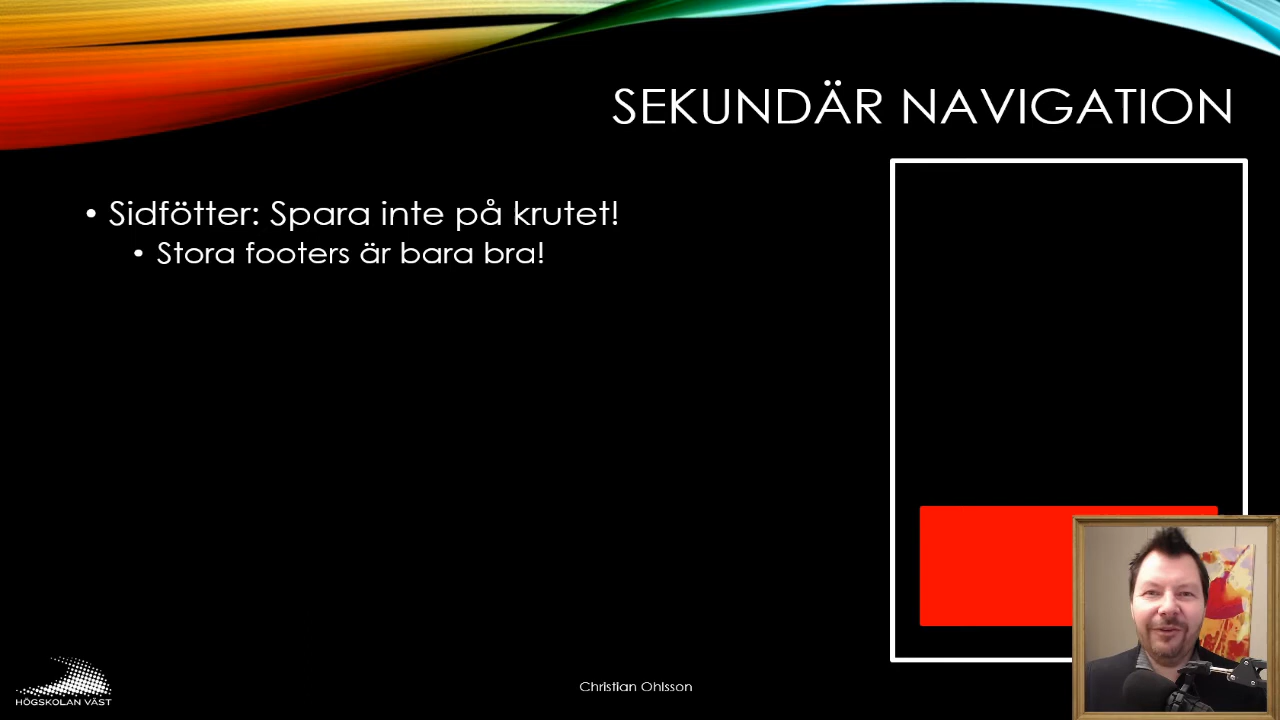 SEKUNDÄR NAVIGATION
• Sidfötter: Spara inte på krutet!
• Stora footers är bara bra!
HÖGSKOLAN VÄST
Christian Ohlsson